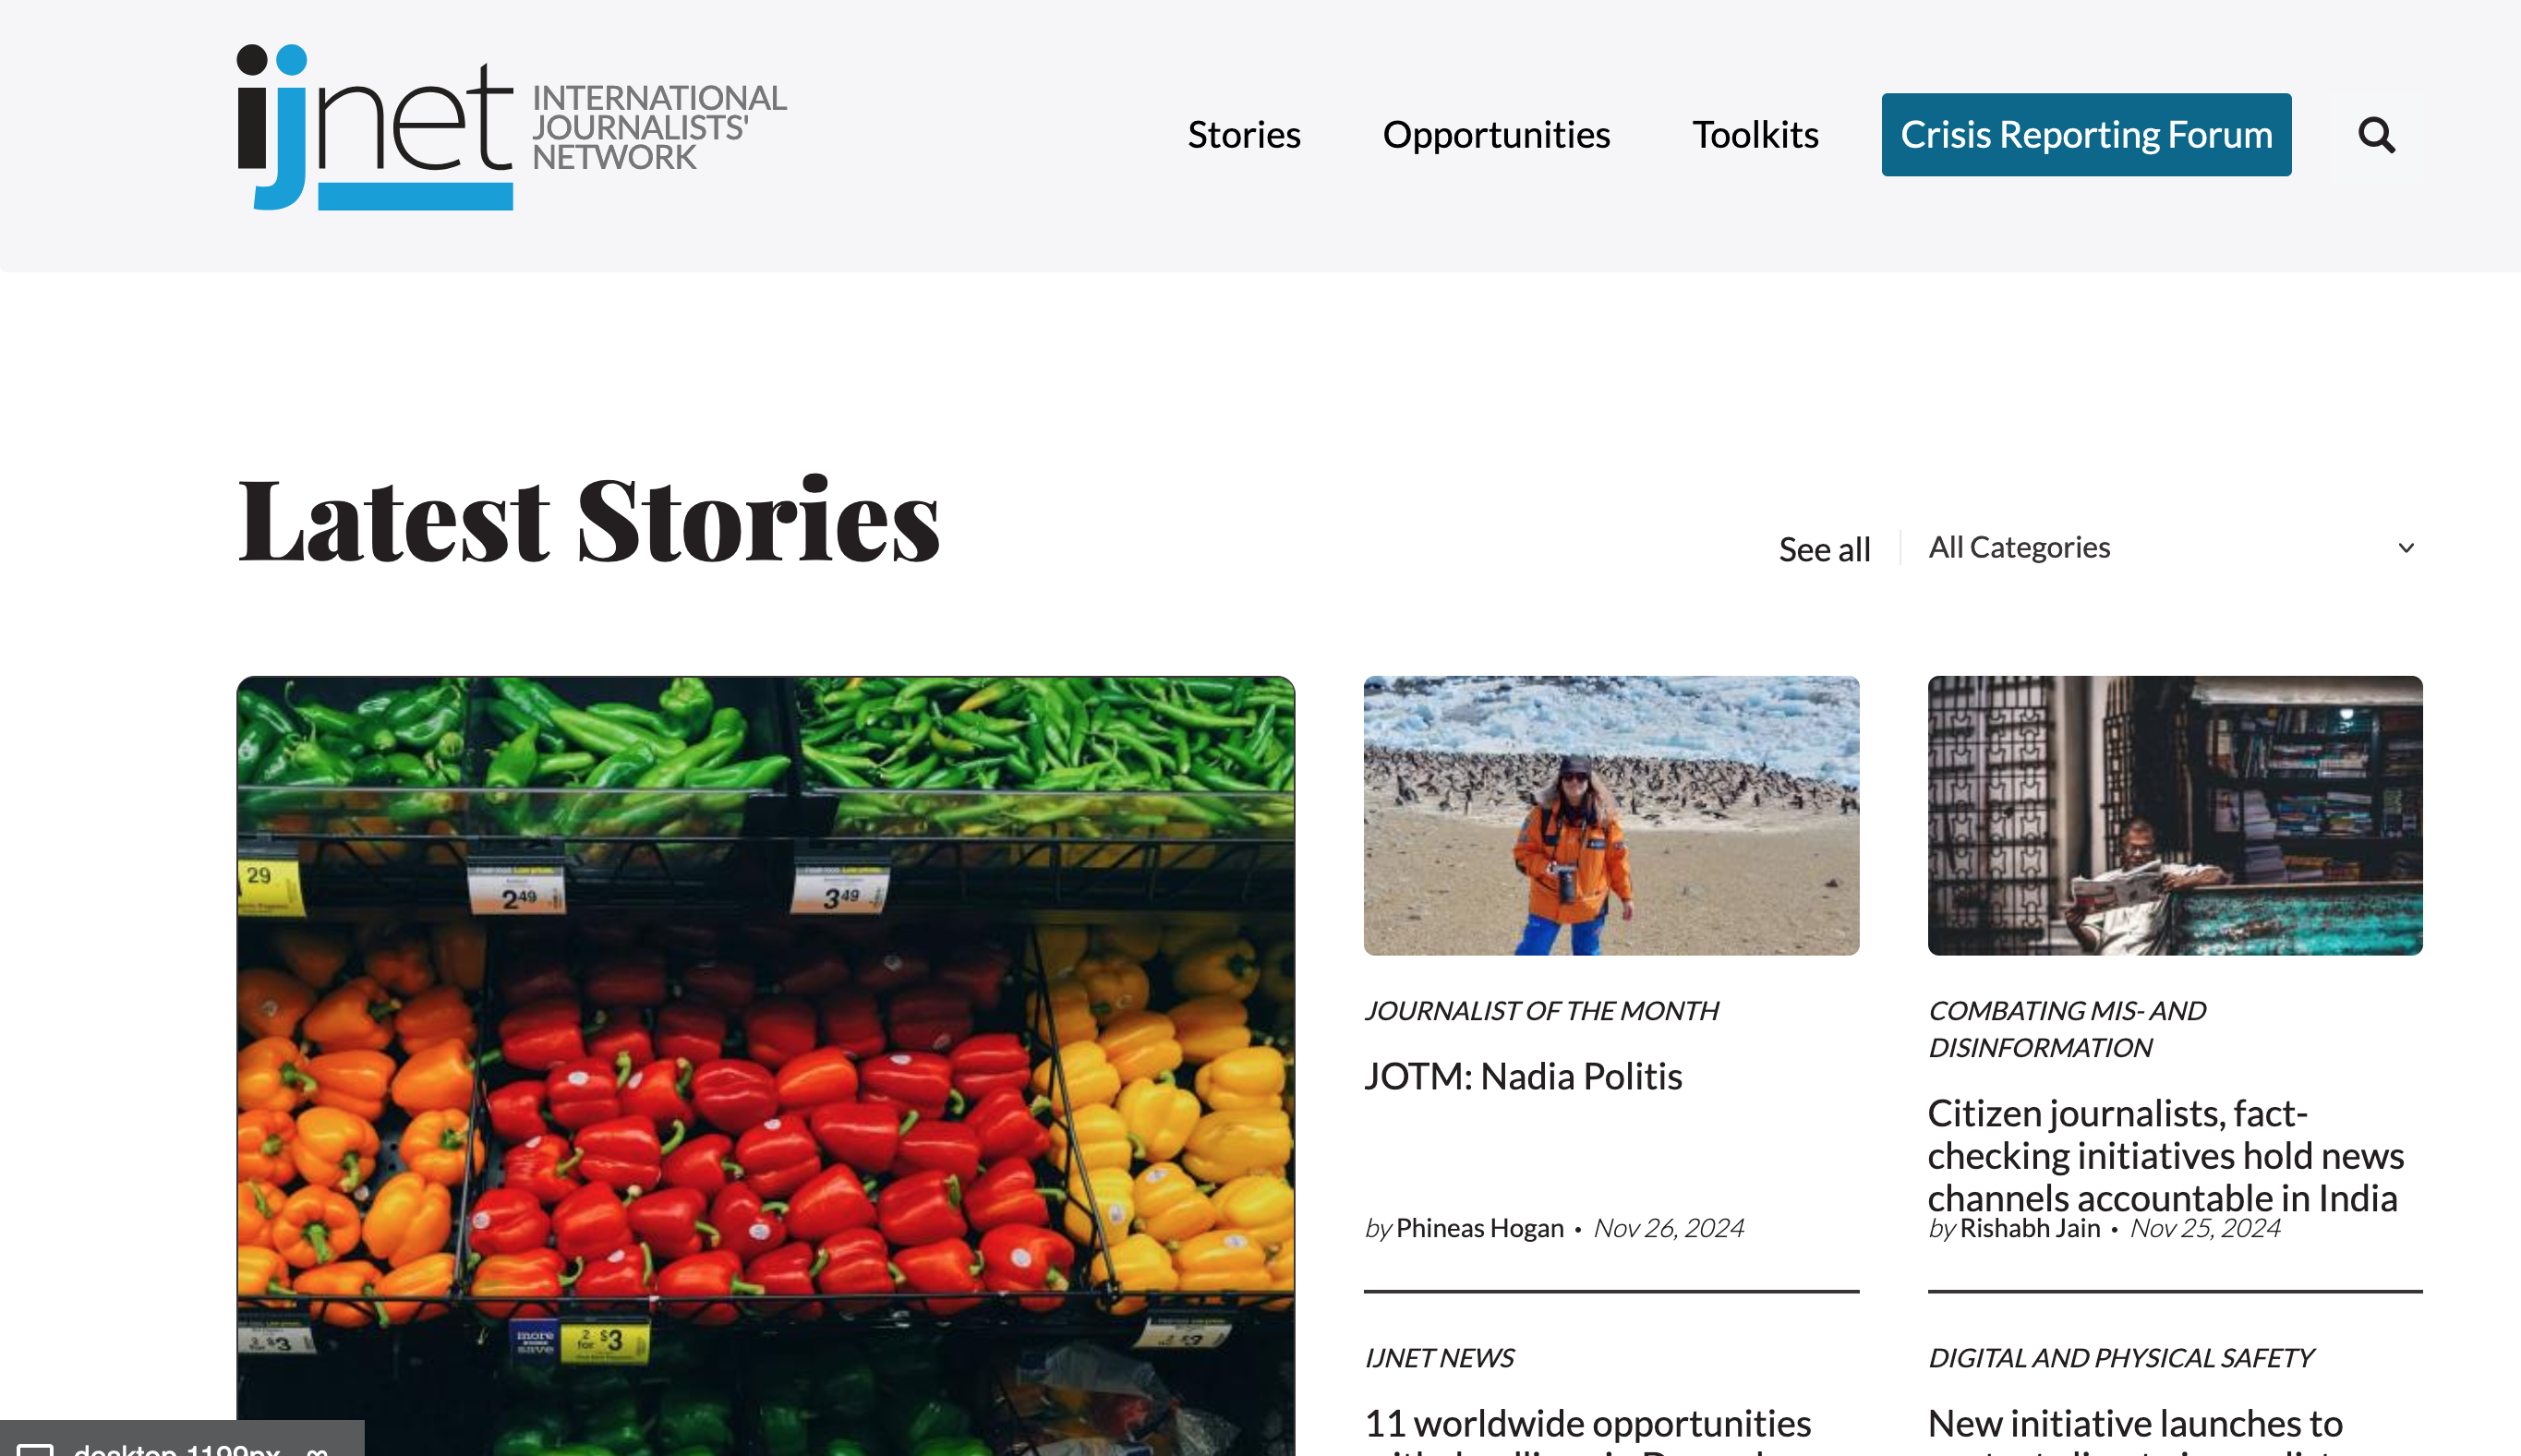 ijnet
INTERNATIONAL
JOURNALISTS'
NETWORK
Stories
Opportunities
Toolkits
Crisis Reporting Forum
Latest Stories
See all
All Categories
29
2 49
3 49
more
save
2 for $3
$3
JOURNALIST OF THE MONTH
JOTM: Nadia Politis
by Phineas Hogan • Nov 26, 2024
COMBATING MIS- AND
DISINFORMATION
Citizen journalists, fact-
checking initiatives hold news
channels accountable in India
by Rishabh Jain • Nov 25, 2024
IJNET NEWS
11 worldwide opportunities
DIGITAL AND PHYSICAL SAFETY
New initiative launches to
desktop 1199px